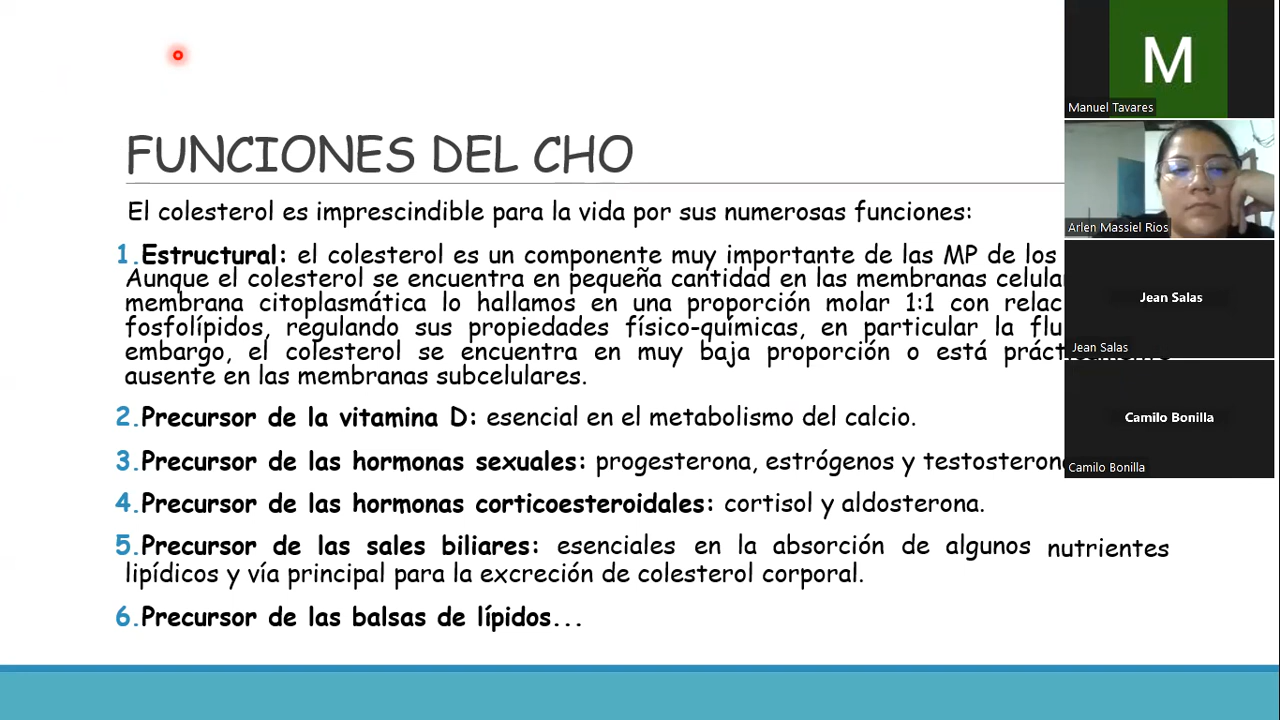 FUNCIONES DEL CHO
El colesterol es imprescindible para la vida por sus numerosas funciones:
1.Estructural: el colesterol es un componente muy importante de las MP de los
Aunque el colesterol se encuentra en pequeña cantidad en las membranas
membrana citoplasmática lo hallamos en una proporción molar 1:1 con
fosfolípidos, regulando sus propiedades físico-químicas, en particular la
embargo, el colesterol se encuentra en muy baja proporción o está
ausente en las membranas subcelulares.
2.Precursor de la vitamina D: esencial en el metabolismo del calcio.
3.Precursor de las hormonas sexuales: progesterona, estrógenos y
4.Precursor de las hormonas corticoesteroidales: cortisol y aldosterona.
5.Precursor de las sales biliares: esenciales en la absorción de algunos nutrientes
lipídicos y vía principal para la excreción de colesterol corporal.
6.Precursor de las balsas de lípidos...
M
Manuel Tavares
Arlen Massiel Rios
Jean Salas
Jean Salas
Camilo Bonilla
Camilo Bonilla